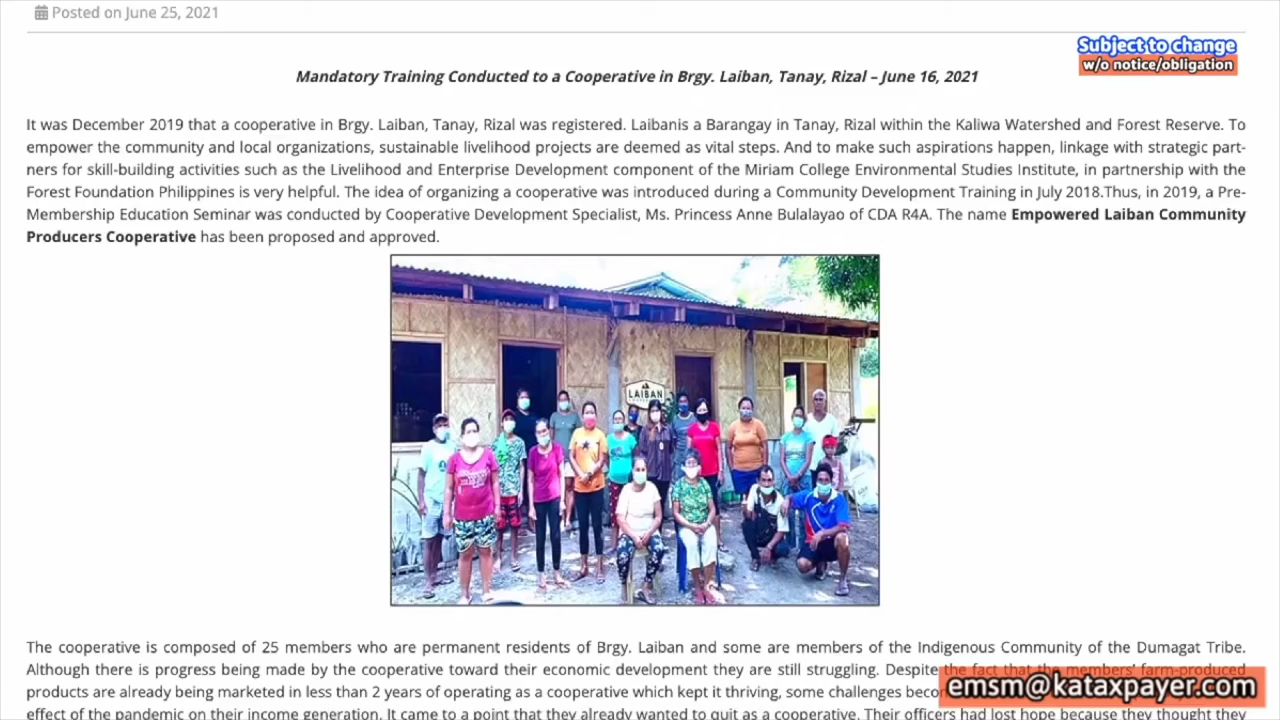 Posted on June 25, 2021
Subject to change
w/o notice/obligation
Mandatory Training Conducted to a Cooperative in Brgy. Laiban, Tanay, Rizal – June 16, 2021
It was December 2019 that a cooperative in Brgy. Laiban, Tanay, Rizal was registered. Laibanis a Barangay in Tanay, Rizal within the Kaliwa Watershed and Forest Reserve. To
empower the community and local organizations, sustainable livelihood projects are deemed as vital steps. And to make such aspirations happen, linkage with strategic part-
ners for skill-building activities such as the Livelihood and Enterprise Development component of the Miriam College Environmental Studies Institute, in partnership with the
Forest Foundation Philippines is very helpful. The idea of organizing a cooperative was introduced during a Community Development Training in July 2018.Thus, in 2019, a Pre-
Membership Education Seminar was conducted by Cooperative Development Specialist, Ms. Princess Anne Bulalayao of CDA R4A. The name Empowered Laiban Community
Producers Cooperative has been proposed and approved.
LAIBAN
The cooperative is composed of 25 members who are permanent residents of Brgy. Laiban and some are members of the Indigenous Community of the Dumagat Tribe.
Although there is progress being made by the cooperative toward their economic development they are still struggling. Despite the fact that the members' farm-produced
products are already being marketed in less than 2 years of operating as a cooperative which kept it thriving, some challenges beco
emsm@kataxpayer.com
effect of the pandemic on their income generation. It came to a point that they already wanted to quit as a cooperative. Their officers had lost hope because they thought they